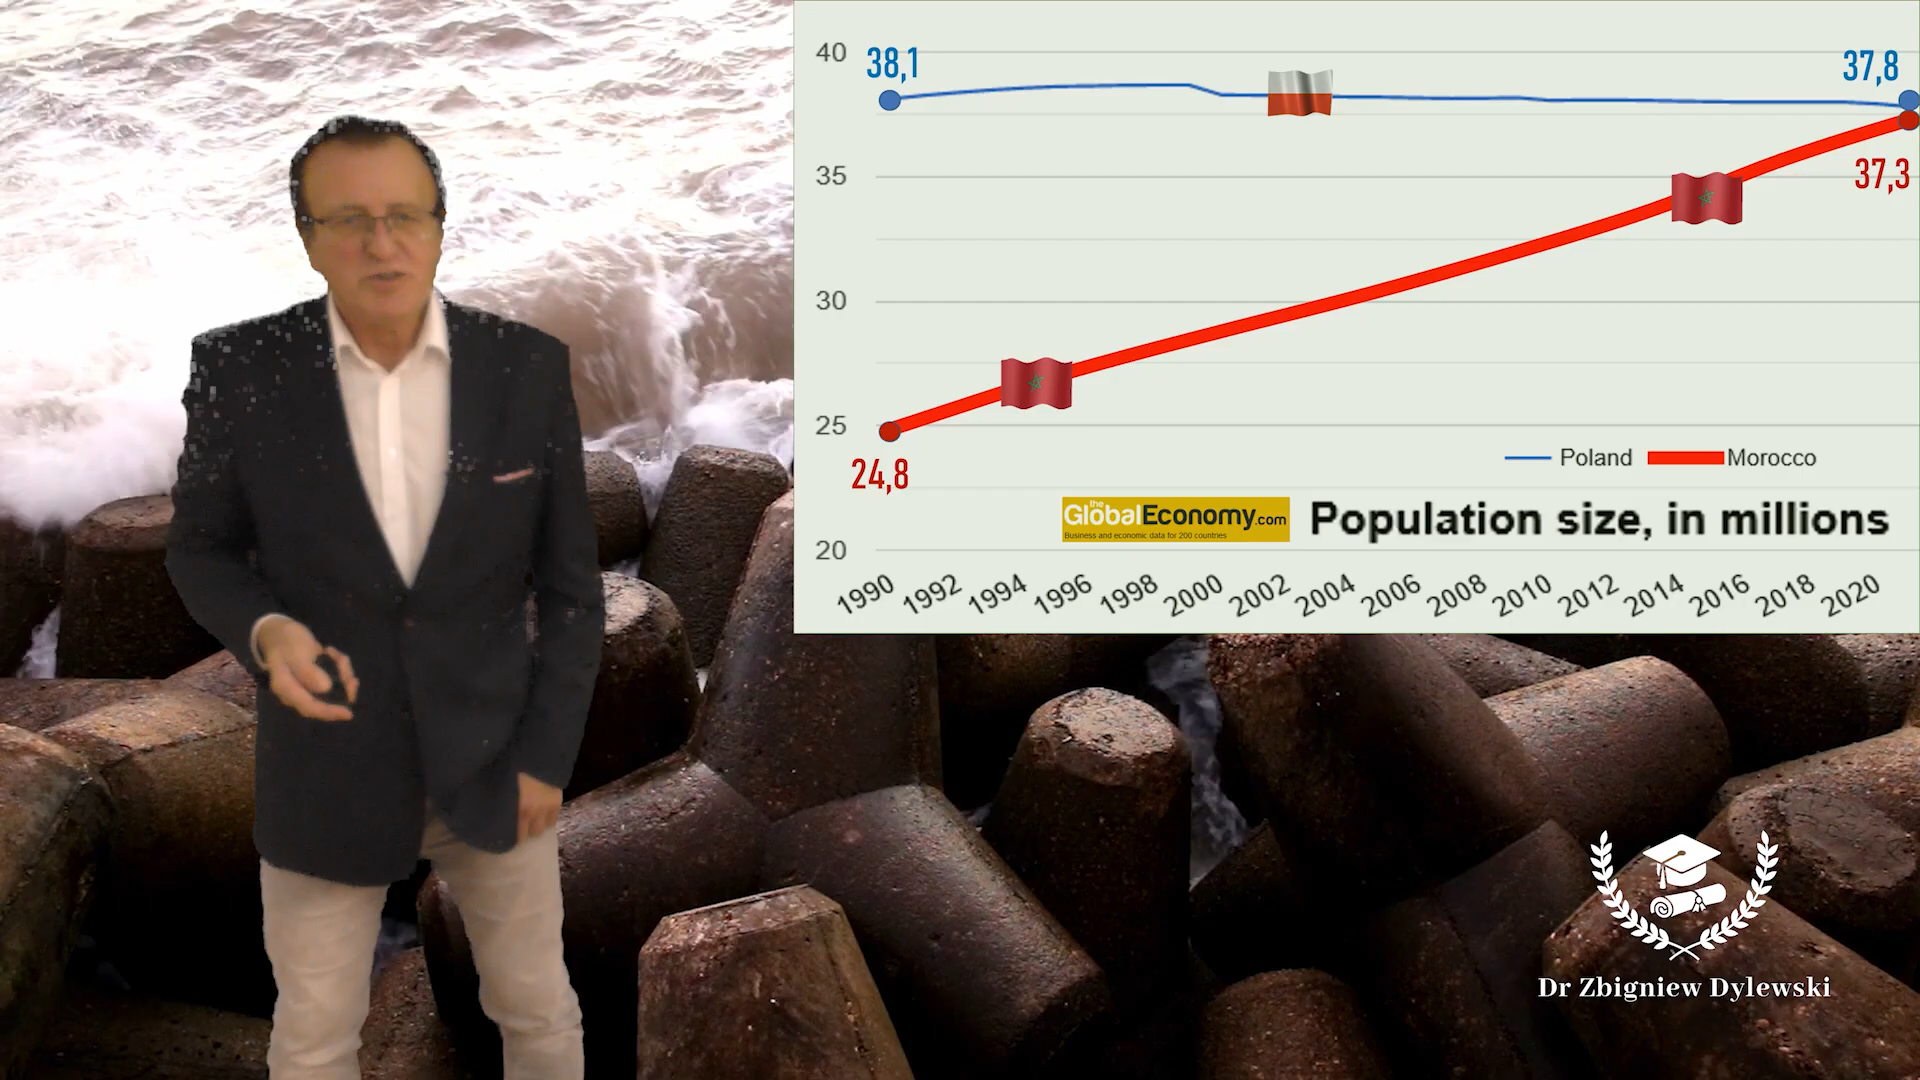 40
38,1
37,8
35
37,3
30
25
24,8
Poland
Morocco
the
GlobalEconomy.com
Business and economic data for 200 countries
Population size, in millions
20
1990 1992 1994 1996 1998 2000 2002 2004 2006 2008 2010 2012 2014 2016 2018 2020
Dr Zbigniew Dylewski